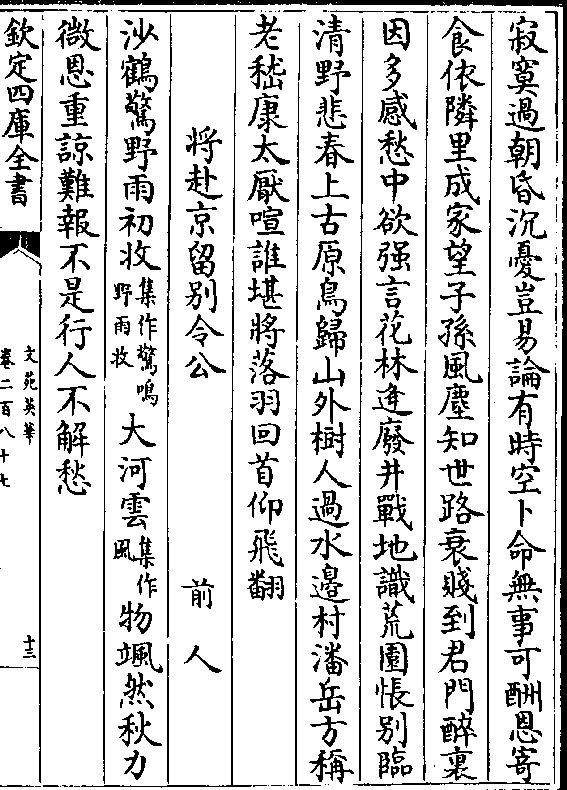 寂寞過朝昏沉憂豈易論有時空卜命無事可酬恩寄
食依隣里成家望子孫風塵知世路衰賤到君門醉裏
因多感愁中欲强言花林逢廢井戰地識荒園悵别臨
清野悲春上古原鳥歸山外樹人過水邉村潘岳方稱
老嵇康太厭喧誰堪將落羽回首仰飛翻
將赴京留别令公
前人
沙鶴驚野雨初收集作驚鳴野雨收大河雲集作風物颯然秋力
微恩重諒難報不是行人不解愁
欽定四庫全書
文苑英華
卷二百八十七
十三